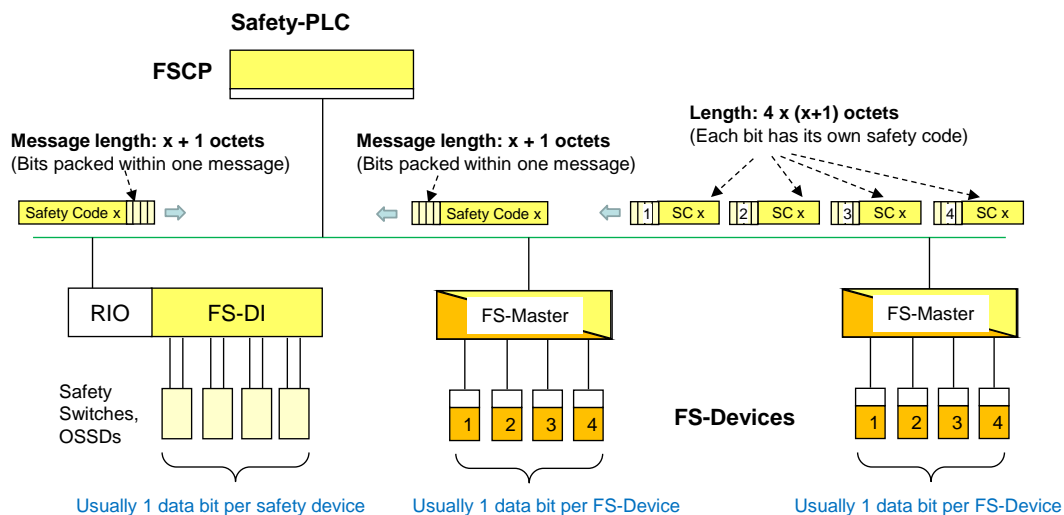 Safety-PLC
FSCP
Message length: x + 1 octets
(Bits packed within one message)
Message length: x + 1 octets
(Bits packed within one message)
Length: 4 x (x+1) octets
(Each bit has its own safety code)
Safety Code x
Safety Code x
1 SC x
2 SC x
3 SC x
4 SC x
RIO
FS-DI
FS-Master
FS-Master
Safety
Switches,
OSSDs
1 2 3 4
FS-Devices
1 2 3 4
Usually 1 data bit per safety device
Usually 1 data bit per FS-Device
Usually 1 data bit per FS-Device